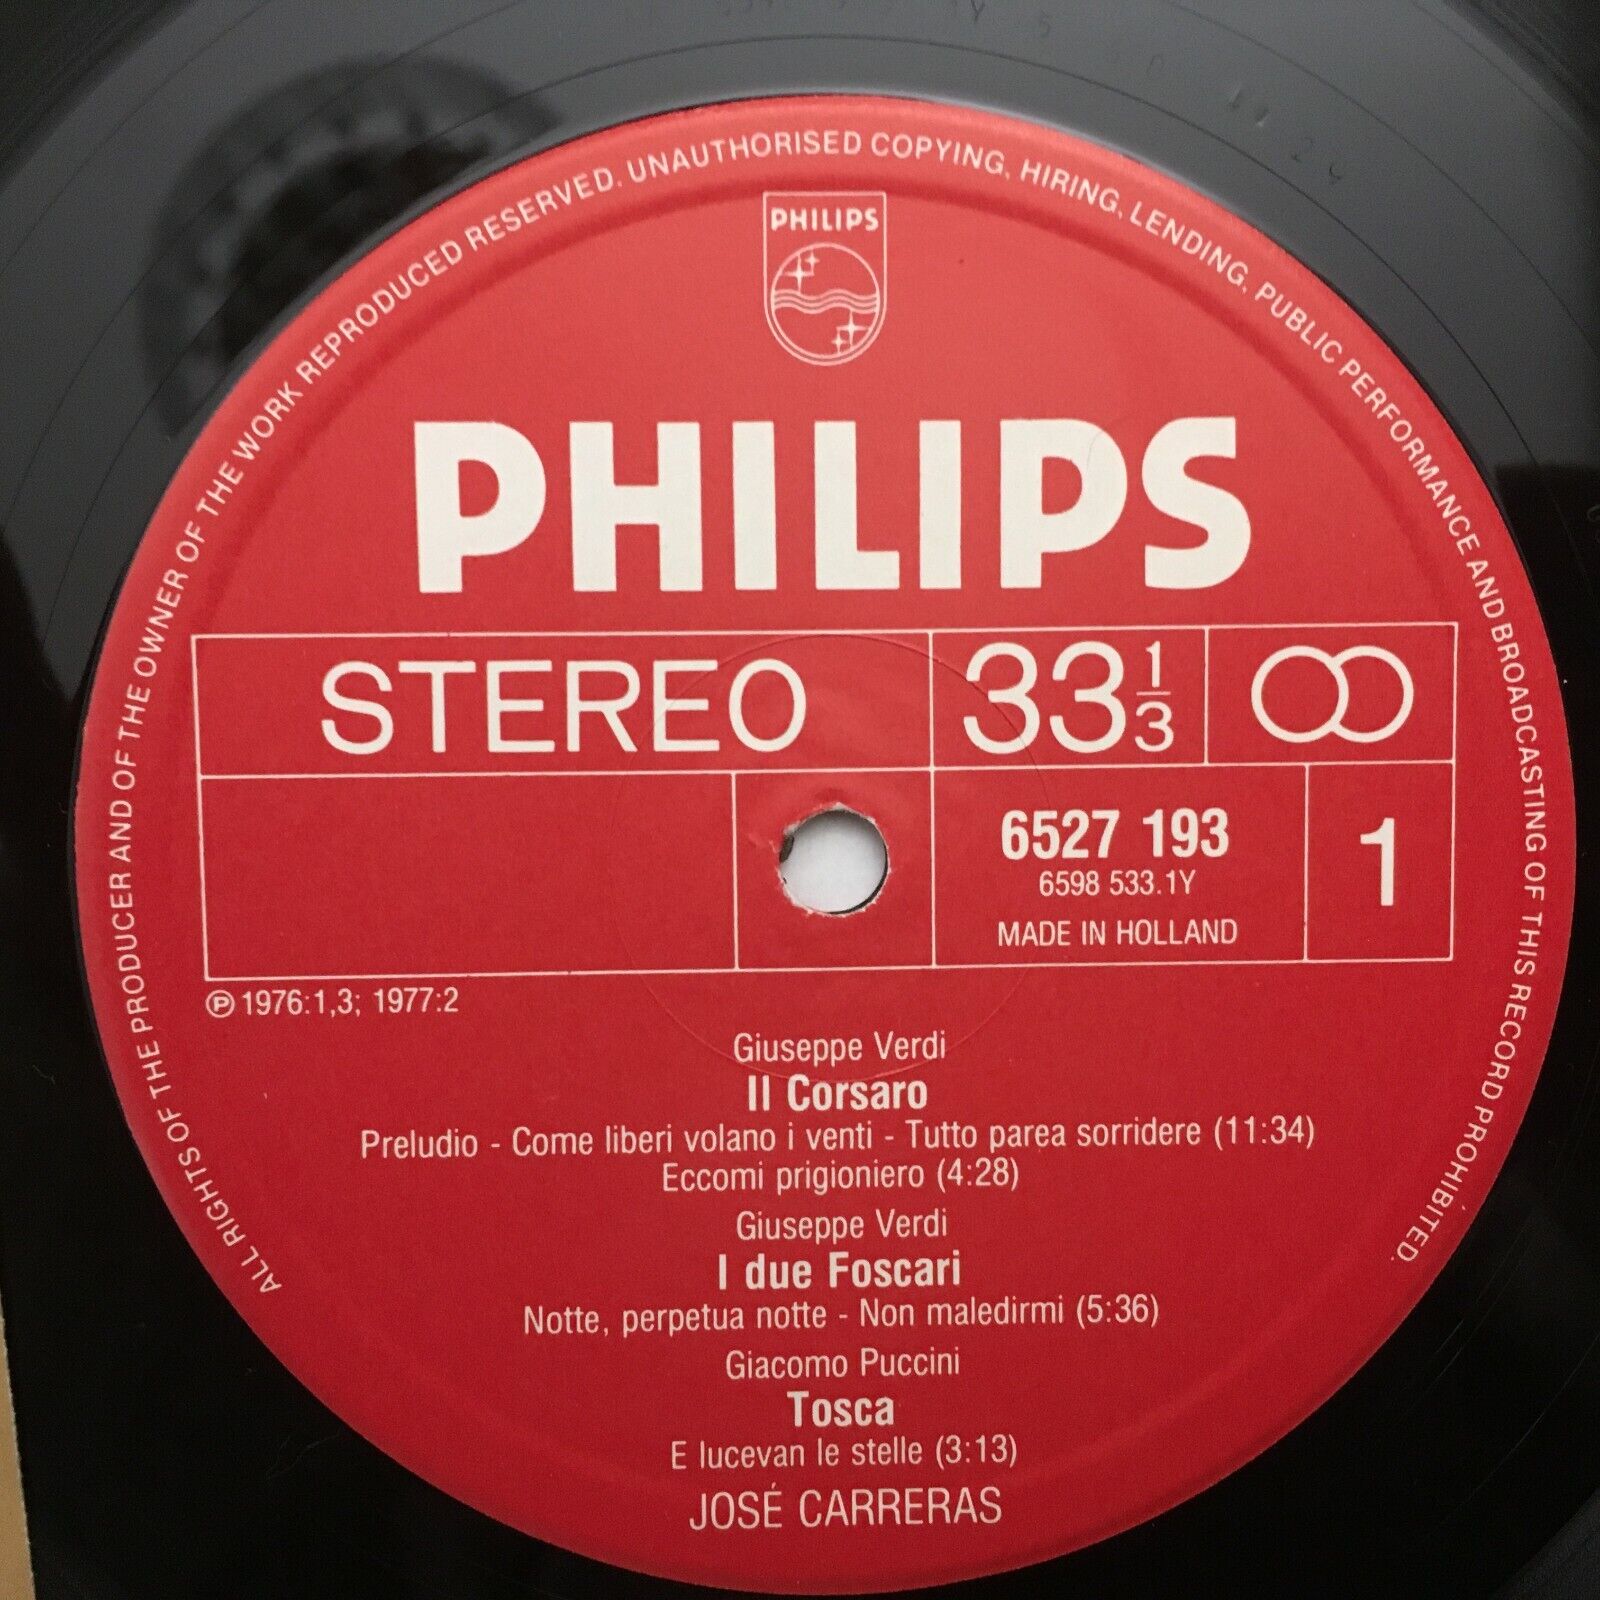 ALL RIGHTS OF THE PRODUCER AND OF THE OWNER OF THE WORK REPRODUCED RESERVED. UNAUTHORISED COPYING, HIRING, LENDING, PUBLIC PERFORMANCE AND BROADCASTING OF THIS RECORD PROHIBITED.
PHILIPS
PHILIPS
STEREO
33 1/3
6527 193
6598 533.1Y
MADE IN HOLLAND
1
℗ 1976:1,3; 1977:2
Giuseppe Verdi
Il Corsaro
Preludio - Come liberi volano i venti - Tutto parea sorridere (11:34)
Eccomi prigioniero (4:28)
Giuseppe Verdi
I due Foscari
Notte, perpetua notte - Non maledirmi (5:36)
Giacomo Puccini
Tosca
E lucevan le stelle (3:13)
JOSÉ CARRERAS